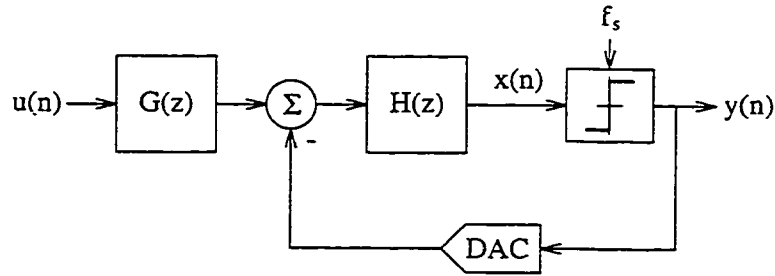 f_s
u(n)
G(z)
Σ
H(z)
x(n)
y(n)
-
DAC